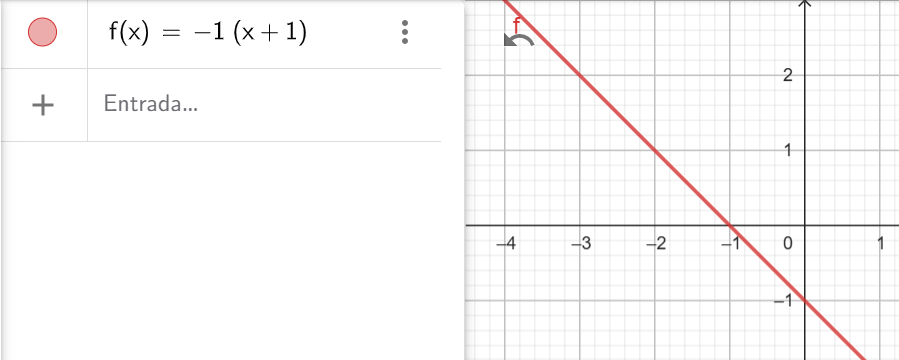 f(x) = −1 (x + 1)
Entrada...
f
2
1
−4 −3 −2 −1 0 1
−1